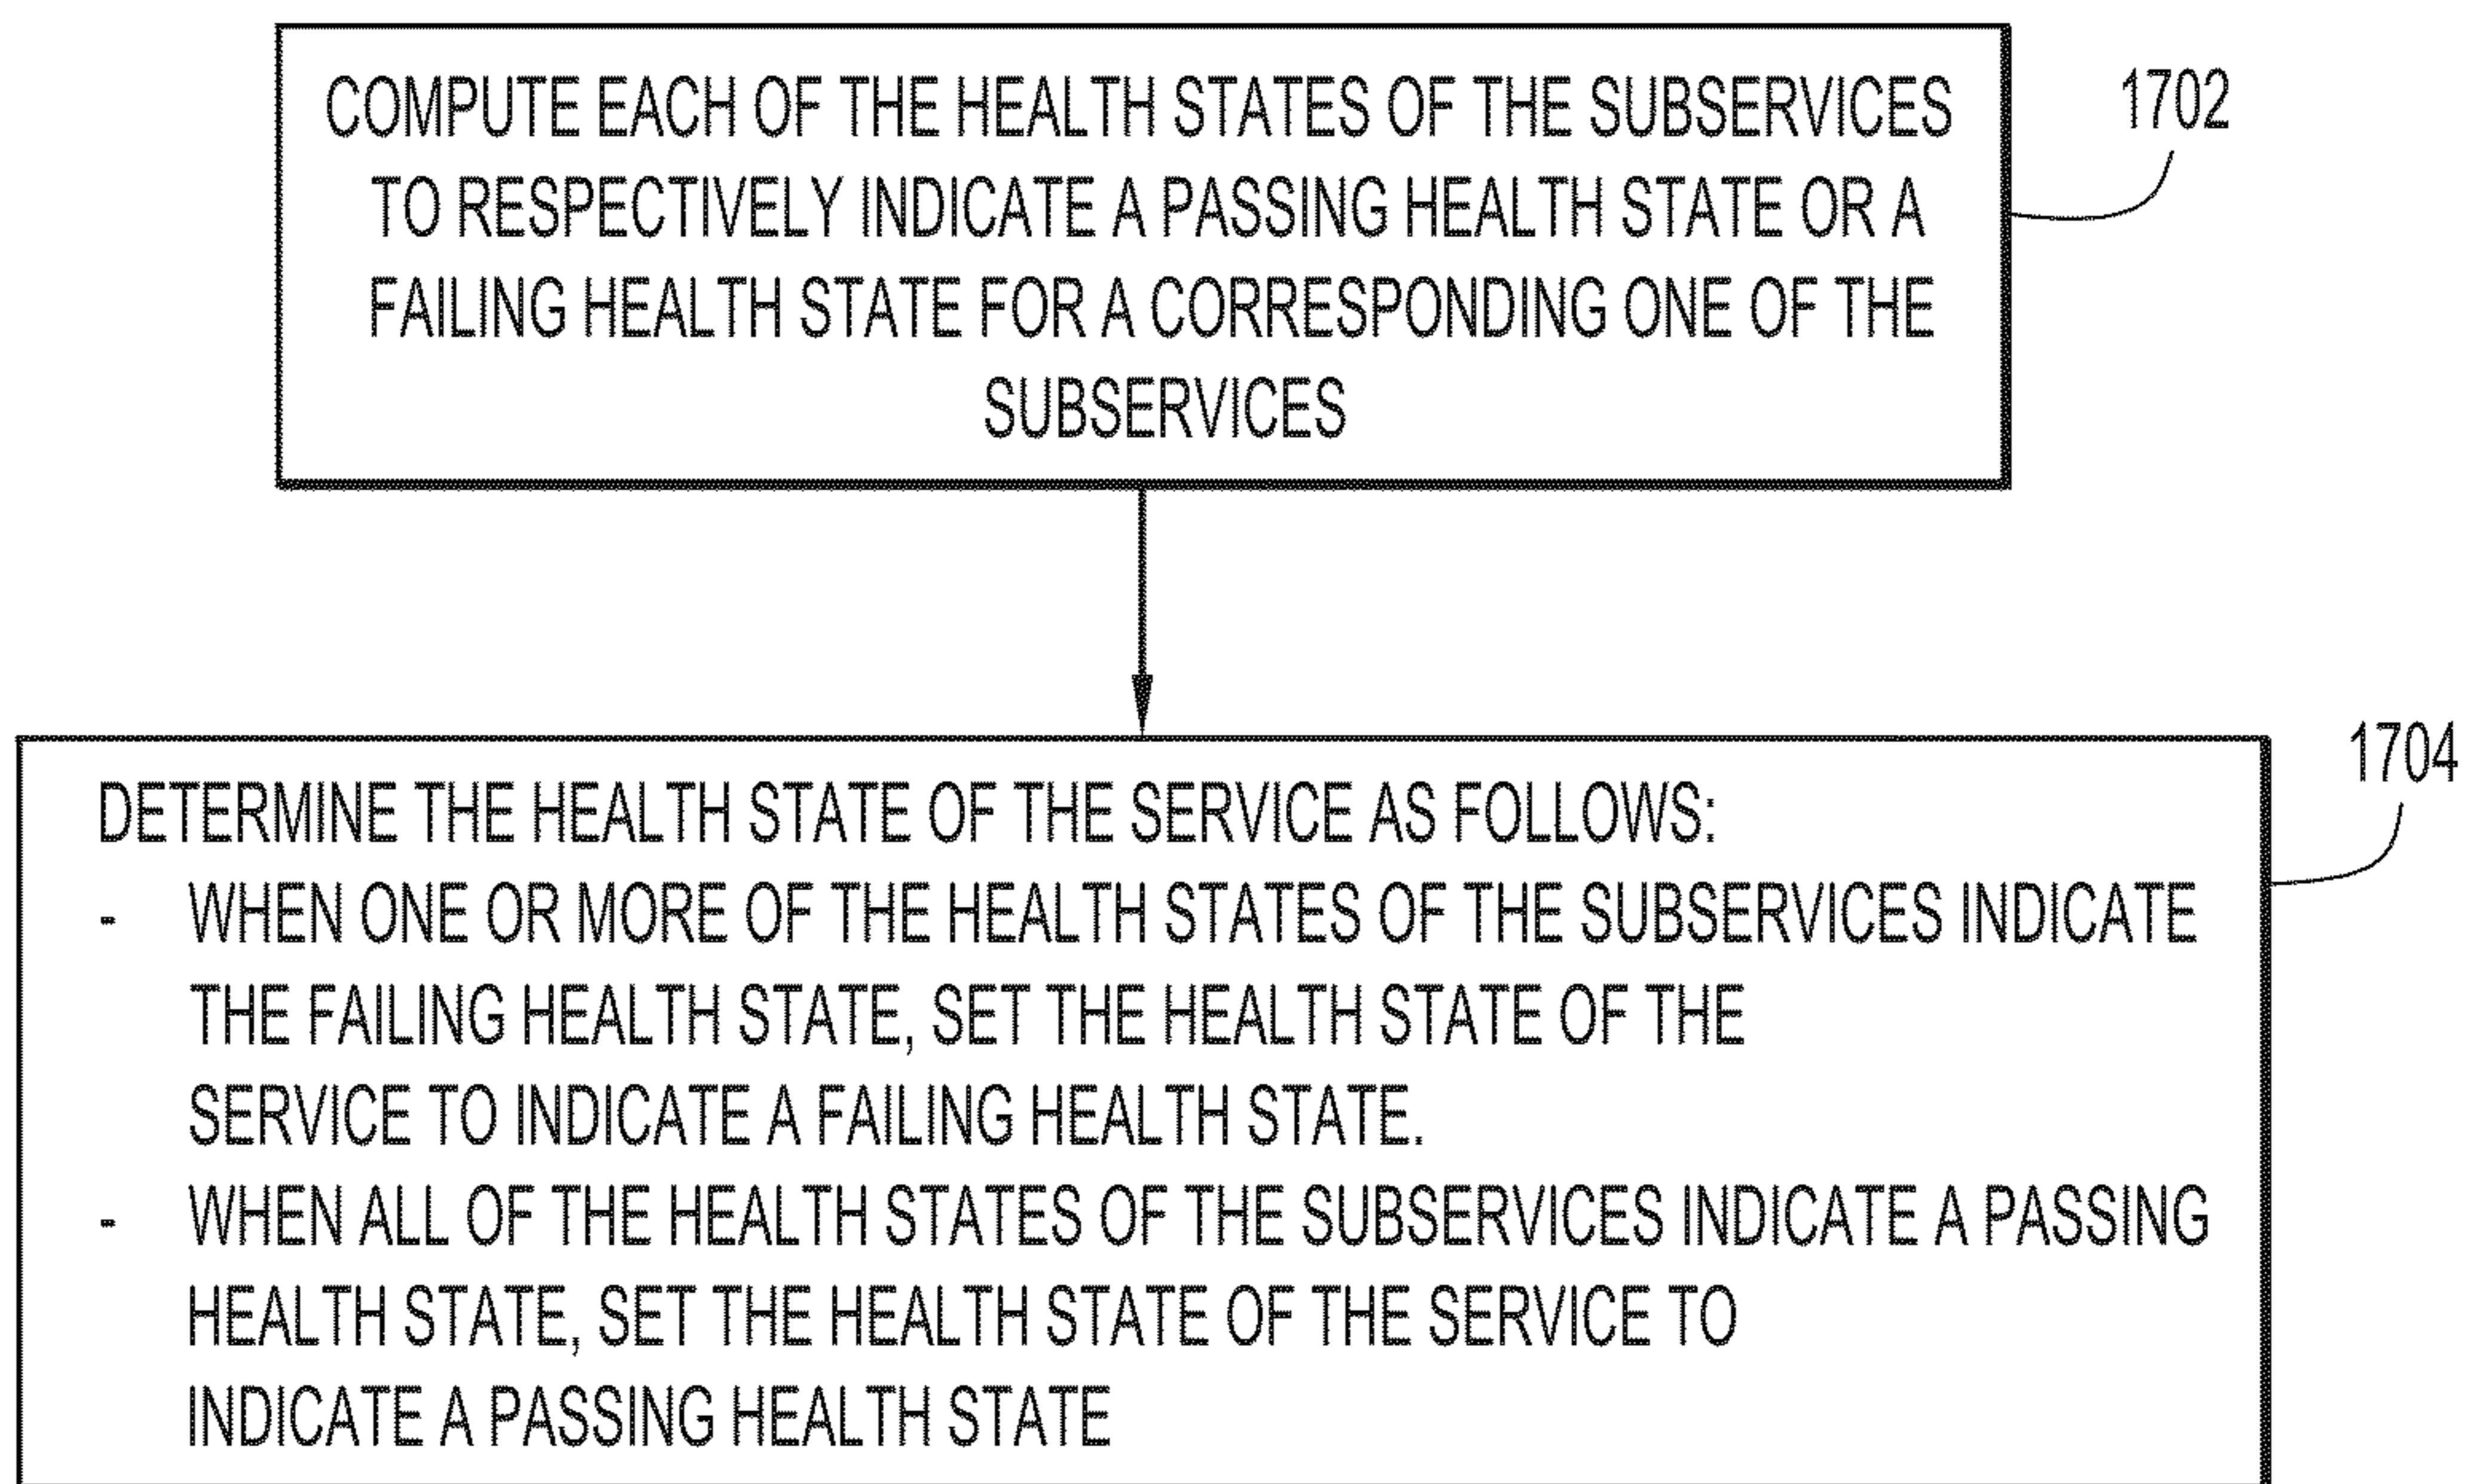 COMPUTE EACH OF THE HEALTH STATES OF THE SUBSERVICES
TO RESPECTIVELY INDICATE A PASSING HEALTH STATE OR A
FAILING HEALTH STATE FOR A CORRESPONDING ONE OF THE
SUBSERVICES
1702
1704
DETERMINE THE HEALTH STATE OF THE SERVICE AS FOLLOWS:
- WHEN ONE OR MORE OF THE HEALTH STATES OF THE SUBSERVICES INDICATE
THE FAILING HEALTH STATE, SET THE HEALTH STATE OF THE
SERVICE TO INDICATE A FAILING HEALTH STATE.
- WHEN ALL OF THE HEALTH STATES OF THE SUBSERVICES INDICATE A PASSING
HEALTH STATE, SET THE HEALTH STATE OF THE SERVICE TO
INDICATE A PASSING HEALTH STATE